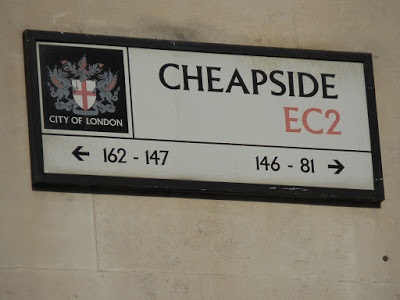 CHEAPSIDE
EC2
CITY OF LONDON
← 162 - 147 146 - 81 →